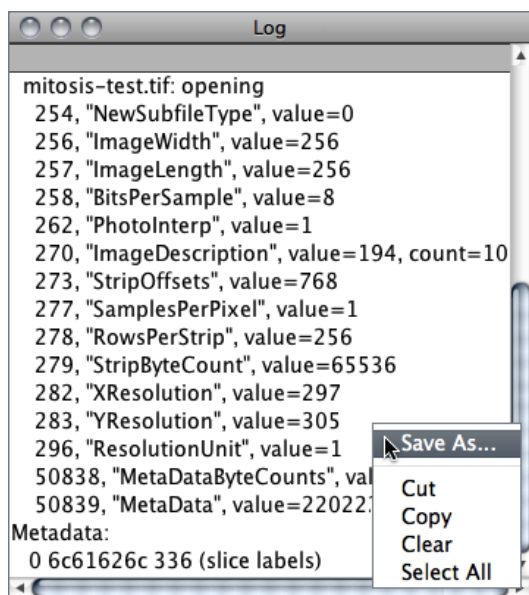 Log
mitosis-test.tif: opening
254, "NewSubfileType", value=0
256, "ImageWidth", value=256
257, "ImageLength", value=256
258, "BitsPerSample", value=8
262, "PhotoInterp", value=1
270, "ImageDescription", value=194, count=10
273, "StripOffsets", value=768
277, "SamplesPerPixel", value=1
278, "RowsPerStrip", value=256
279, "StripByteCount", value=65536
282, "XResolution", value=297
283, "YResolution", value=305
296, "ResolutionUnit", value=1
50838, "MetaDataByteCounts",
50839, "MetaData",
Metadata:
0 6c61626c 336 (slice labels)
Save As...
Cut
Copy
Clear
Select All